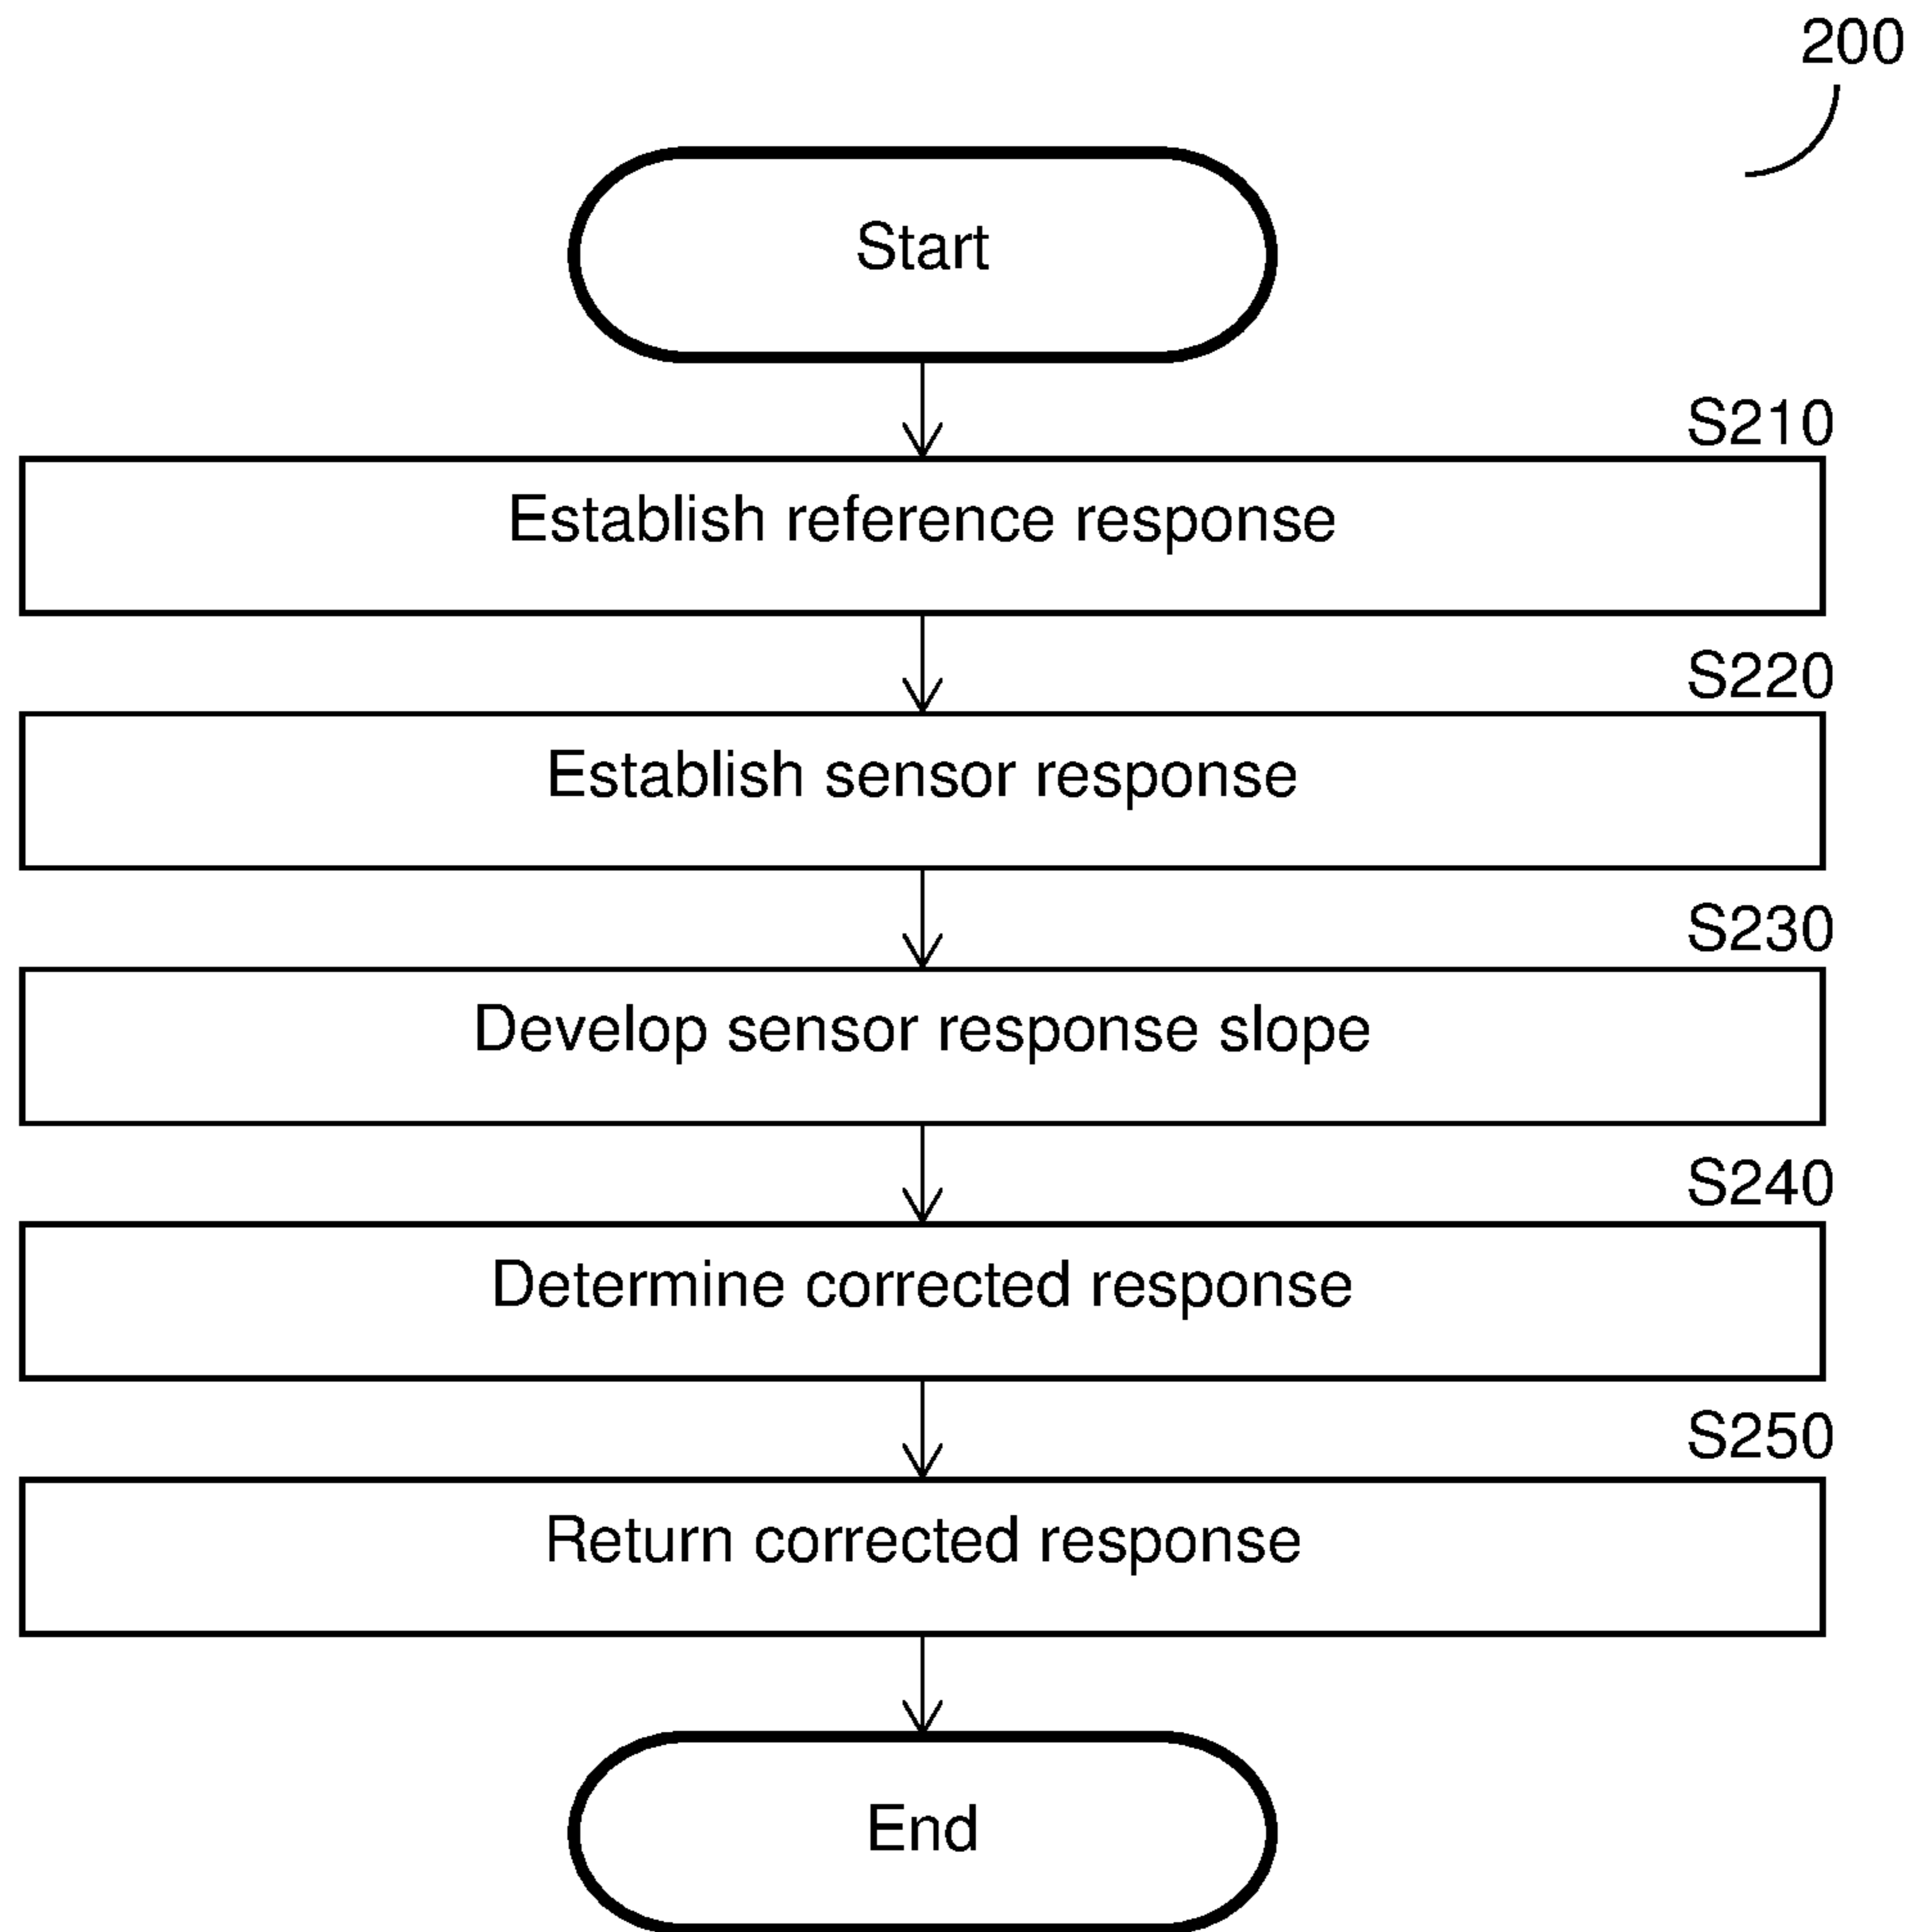 200
Start
S210
Establish reference response
S220
Establish sensor response
S230
Develop sensor response slope
S240
Determine corrected response
S250
Return corrected response
End